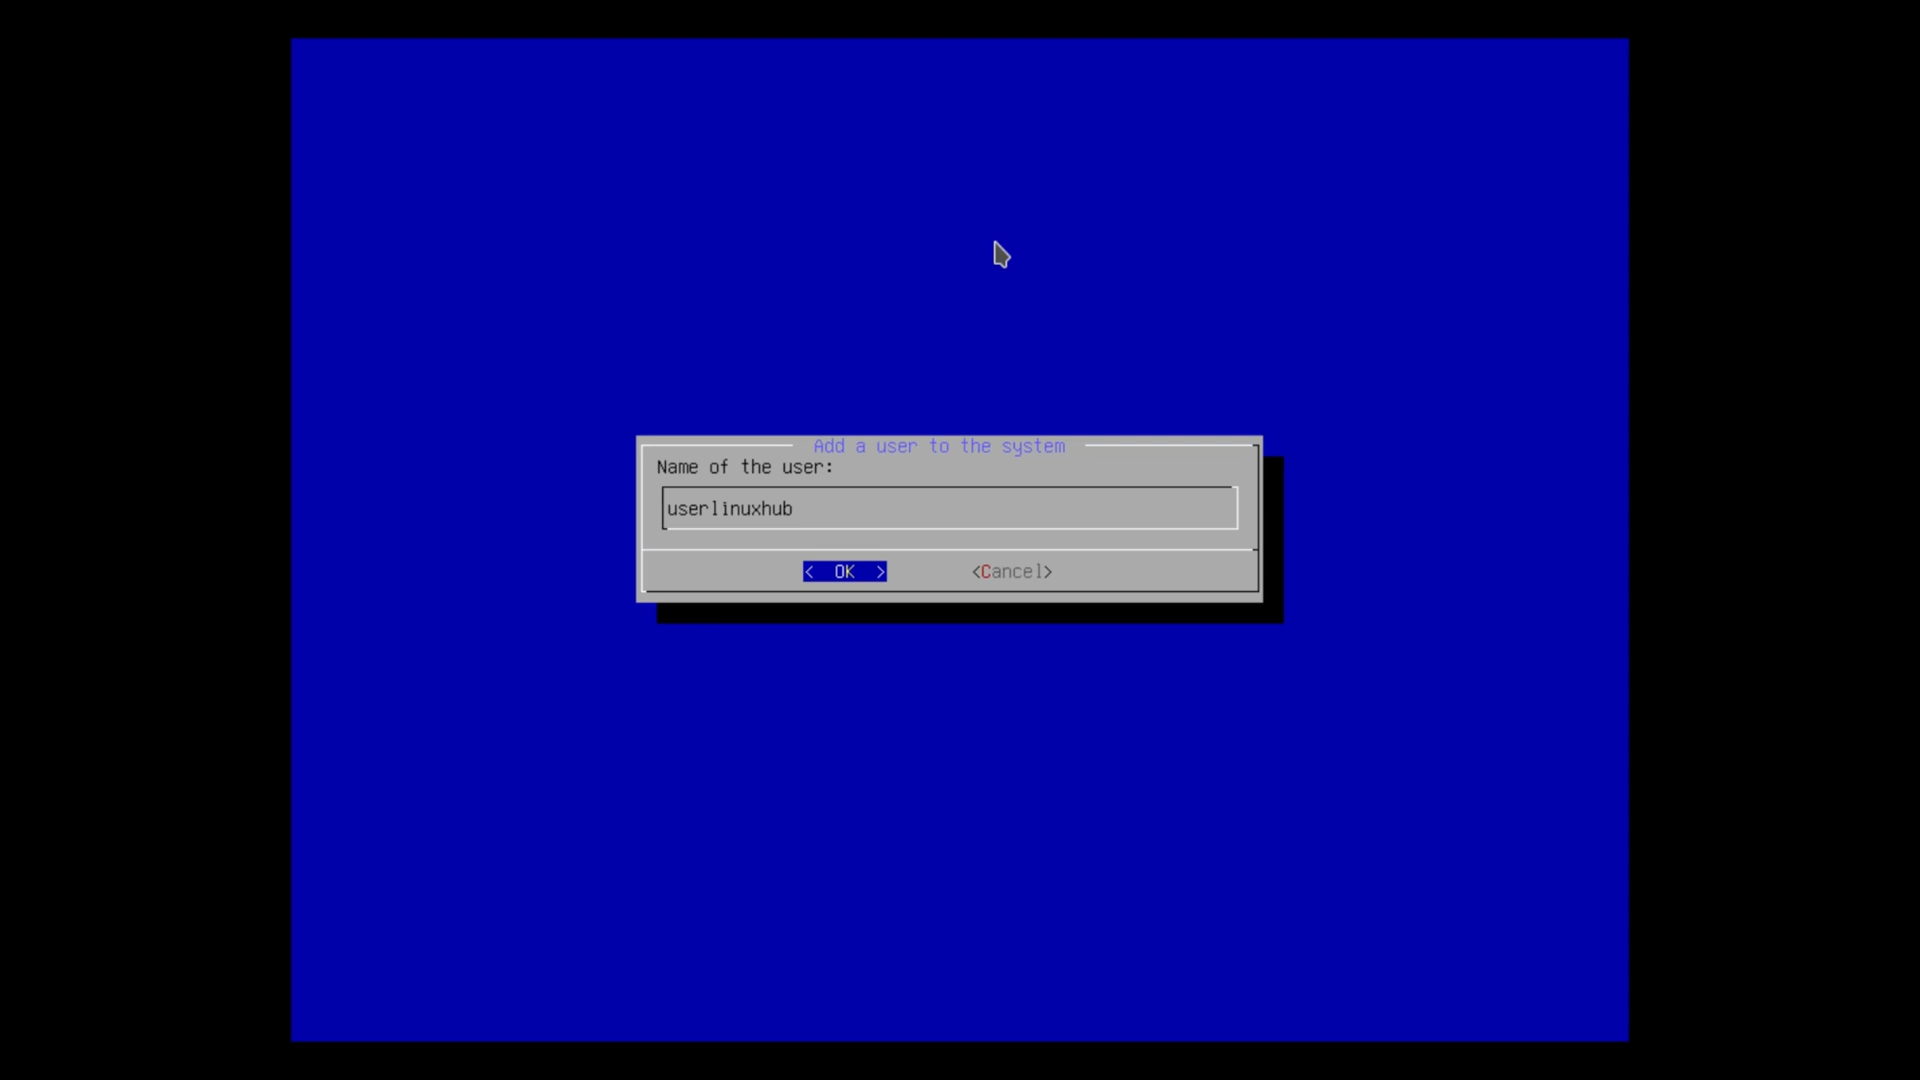 Add a user to the system
Name of the user:
userlinuxhub
< OK > <Cancel>